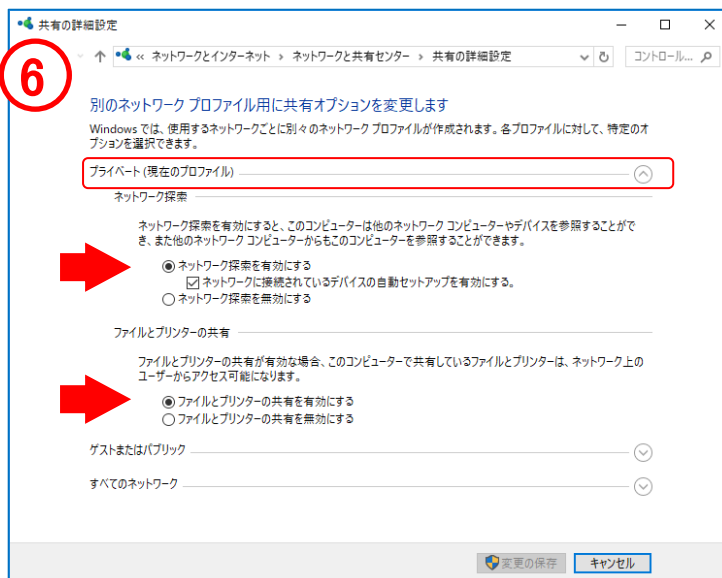 共有の詳細設定
⑥
« ネットワークとインターネット › ネットワークと共有センター › 共有の詳細設定
コントロール...
別のネットワーク プロファイル用に共有オプションを変更します
Windows では、使用するネットワークごとに別々のネットワーク プロファイルが作成されます。各プロファイルに対して、特定のオ
プションを選択できます。
プライベート (現在のプロファイル)
ネットワーク探索
ネットワーク探索を有効にすると、このコンピューターは他のネットワーク コンピューターやデバイスを参照することがで
き、また他のネットワーク コンピューターからもこのコンピューターを参照することができます。
ネットワーク探索を有効にする
ネットワークに接続されているデバイスの自動セットアップを有効にする。
ネットワーク探索を無効にする
ファイルとプリンターの共有
ファイルとプリンターの共有が有効な場合、このコンピューターで共有しているファイルとプリンターは、ネットワーク上の
ユーザーからアクセス可能になります。
ファイルとプリンターの共有を有効にする
ファイルとプリンターの共有を無効にする
ゲストまたはパブリック
すべてのネットワーク
変更の保存 キャンセル